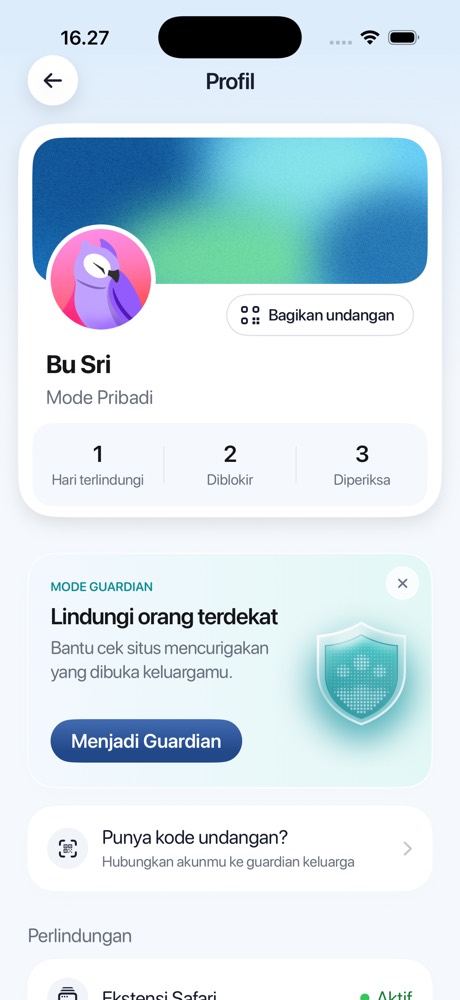 16.27
Profil
Bagikan undangan
Bu Sri
Mode Pribadi
1
Hari terlindungi
2
Diblokir
3
Diperiksa
MODE GUARDIAN
Lindungi orang terdekat
Bantu cek situs mencurigakan
yang dibuka keluargamu.
Menjadi Guardian
Punya kode undangan?
Hubungkan akunmu ke guardian keluarga
Perlindungan
Ekstensi Safari
Aktif